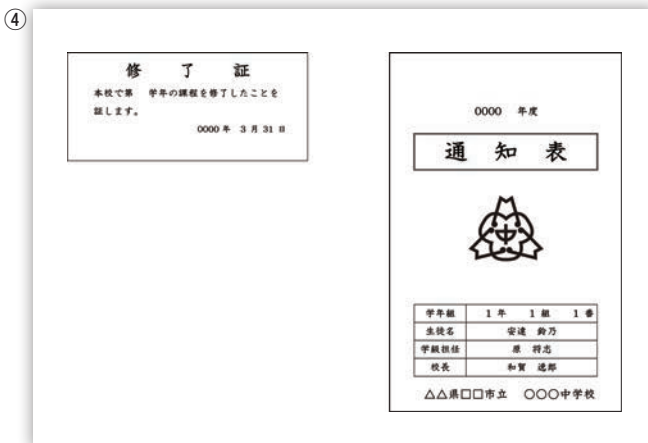 ④
修 了 証
本校で第　学年の課程を修了したことを
証します。
0000 年 3 月 31 日
0000 年度
通 知 表
中
学年組 1 年 1 組 1 番
生徒名 安達 鈴乃
学級担任 原 将志
校長 和賀 逸郎
△△県□□市立 ○○○中学校